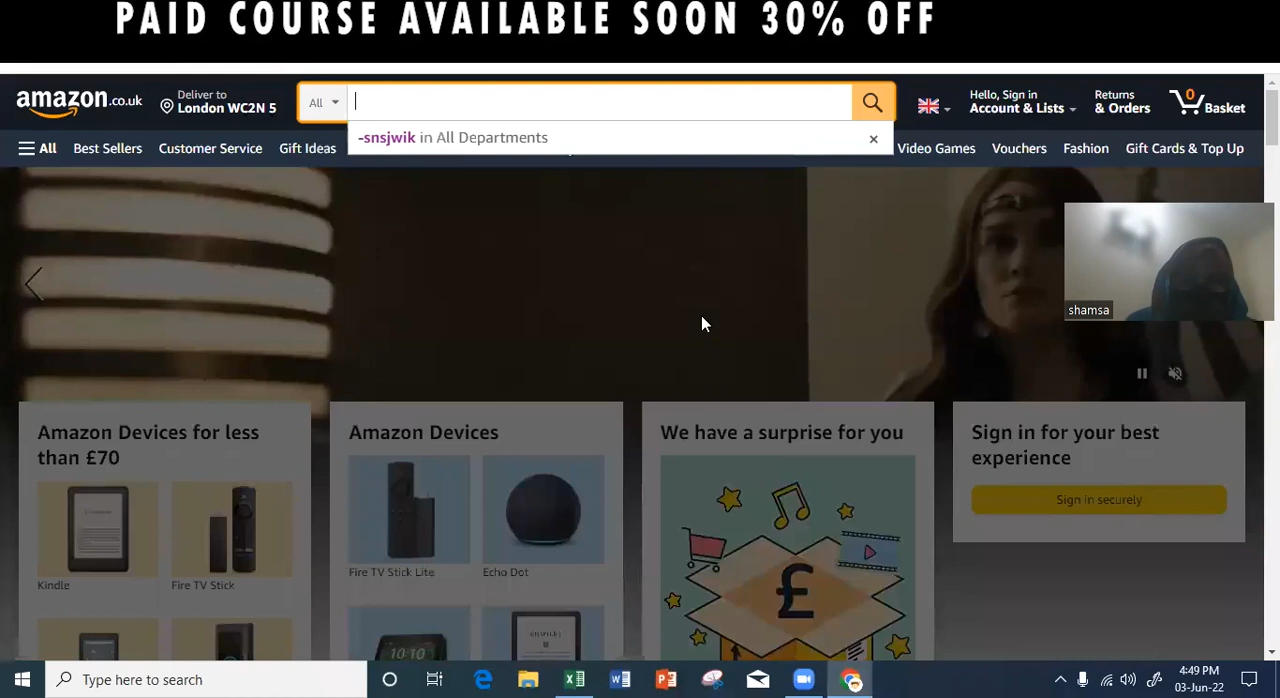 PAID COURSE AVAILABLE SOON 30% OFF
amazon.co.uk
Deliver to
London WC2N 5
All
Hello, Sign in
Account & Lists
Returns
& Orders
0
Basket
-snsjwik in All Departments
×
All
Best Sellers
Customer Service
Gift Ideas
Video Games
Vouchers
Fashion
Gift Cards & Top Up
shamsa
Amazon Devices for less
than £70
Amazon Devices
We have a surprise for you
Sign in for your best
experience
Sign in securely
Kindle
Fire TV Stick
Fire TV Stick Lite
Echo Dot
£
10:10
Type here to search
4:49 PM
03-Jun-22